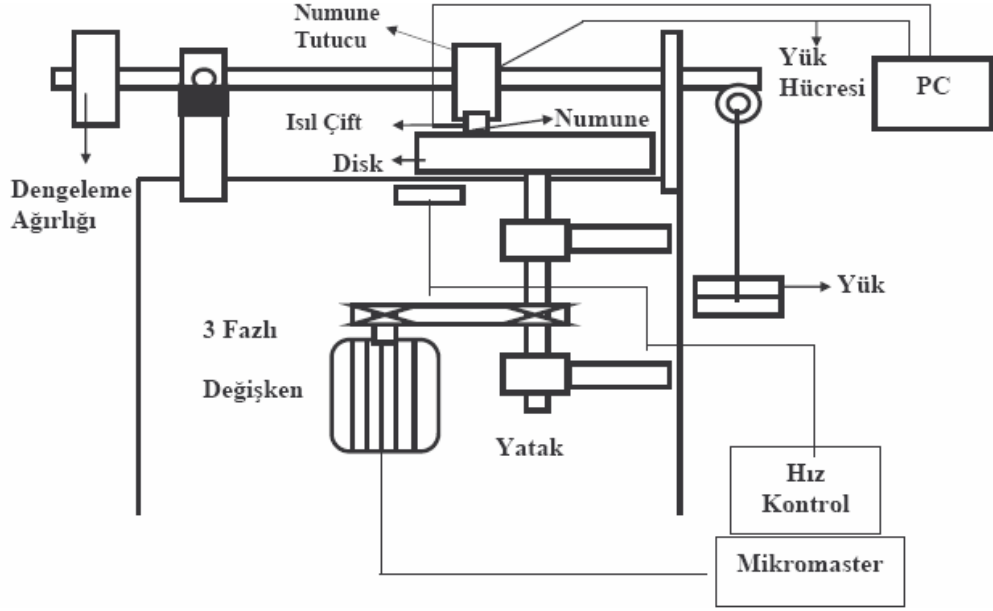 Numune
Tutucu
Yük
Hücresi
PC
Isıl Çift
Numune
Disk
Dengeleme
Ağırlığı
Yük
3 Fazlı
Değişken
Yatak
Hız
Kontrol
Mikromaster